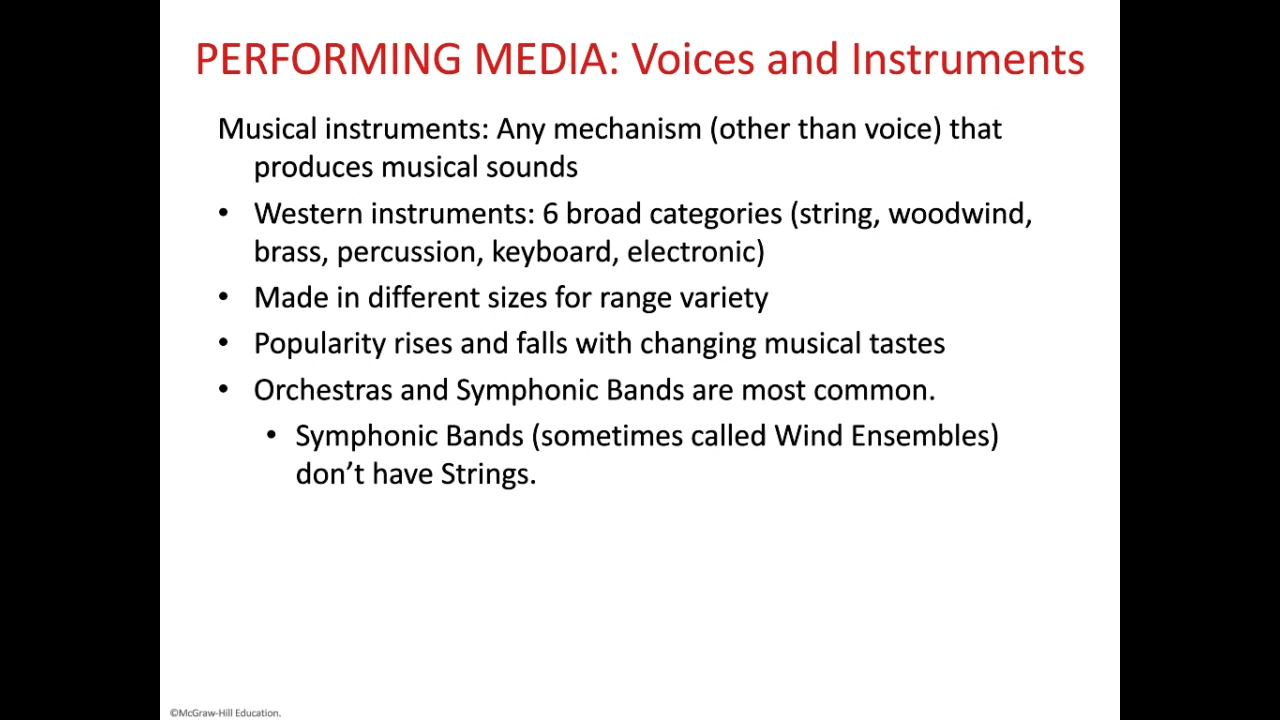 PERFORMING MEDIA: Voices and Instruments
Musical instruments: Any mechanism (other than voice) that
produces musical sounds
• Western instruments: 6 broad categories (string, woodwind,
brass, percussion, keyboard, electronic)
• Made in different sizes for range variety
• Popularity rises and falls with changing musical tastes
• Orchestras and Symphonic Bands are most common.
• Symphonic Bands (sometimes called Wind Ensembles)
don’t have Strings.
©McGraw-Hill Education.